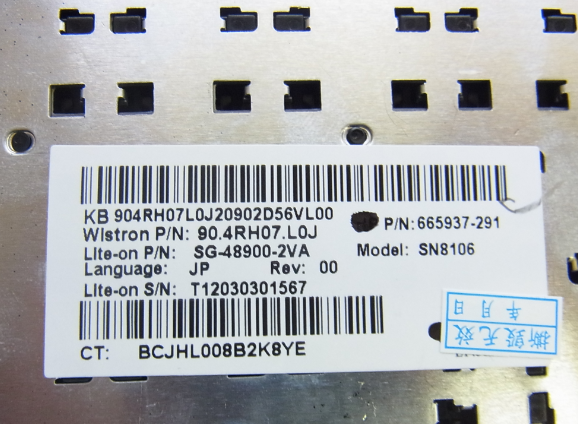 KB 904RH07L0J20902D56VL00
Wistron P/N: 90.4RH07.L0J
P/N:665937-291
Lite-on P/N: SG-48900-2VA
Model: SN8106
Language: JP Rev: 00
Lite-on S/N: T12030301567
CT: BCJHL008B2K8YE
撕毁无效
年月日